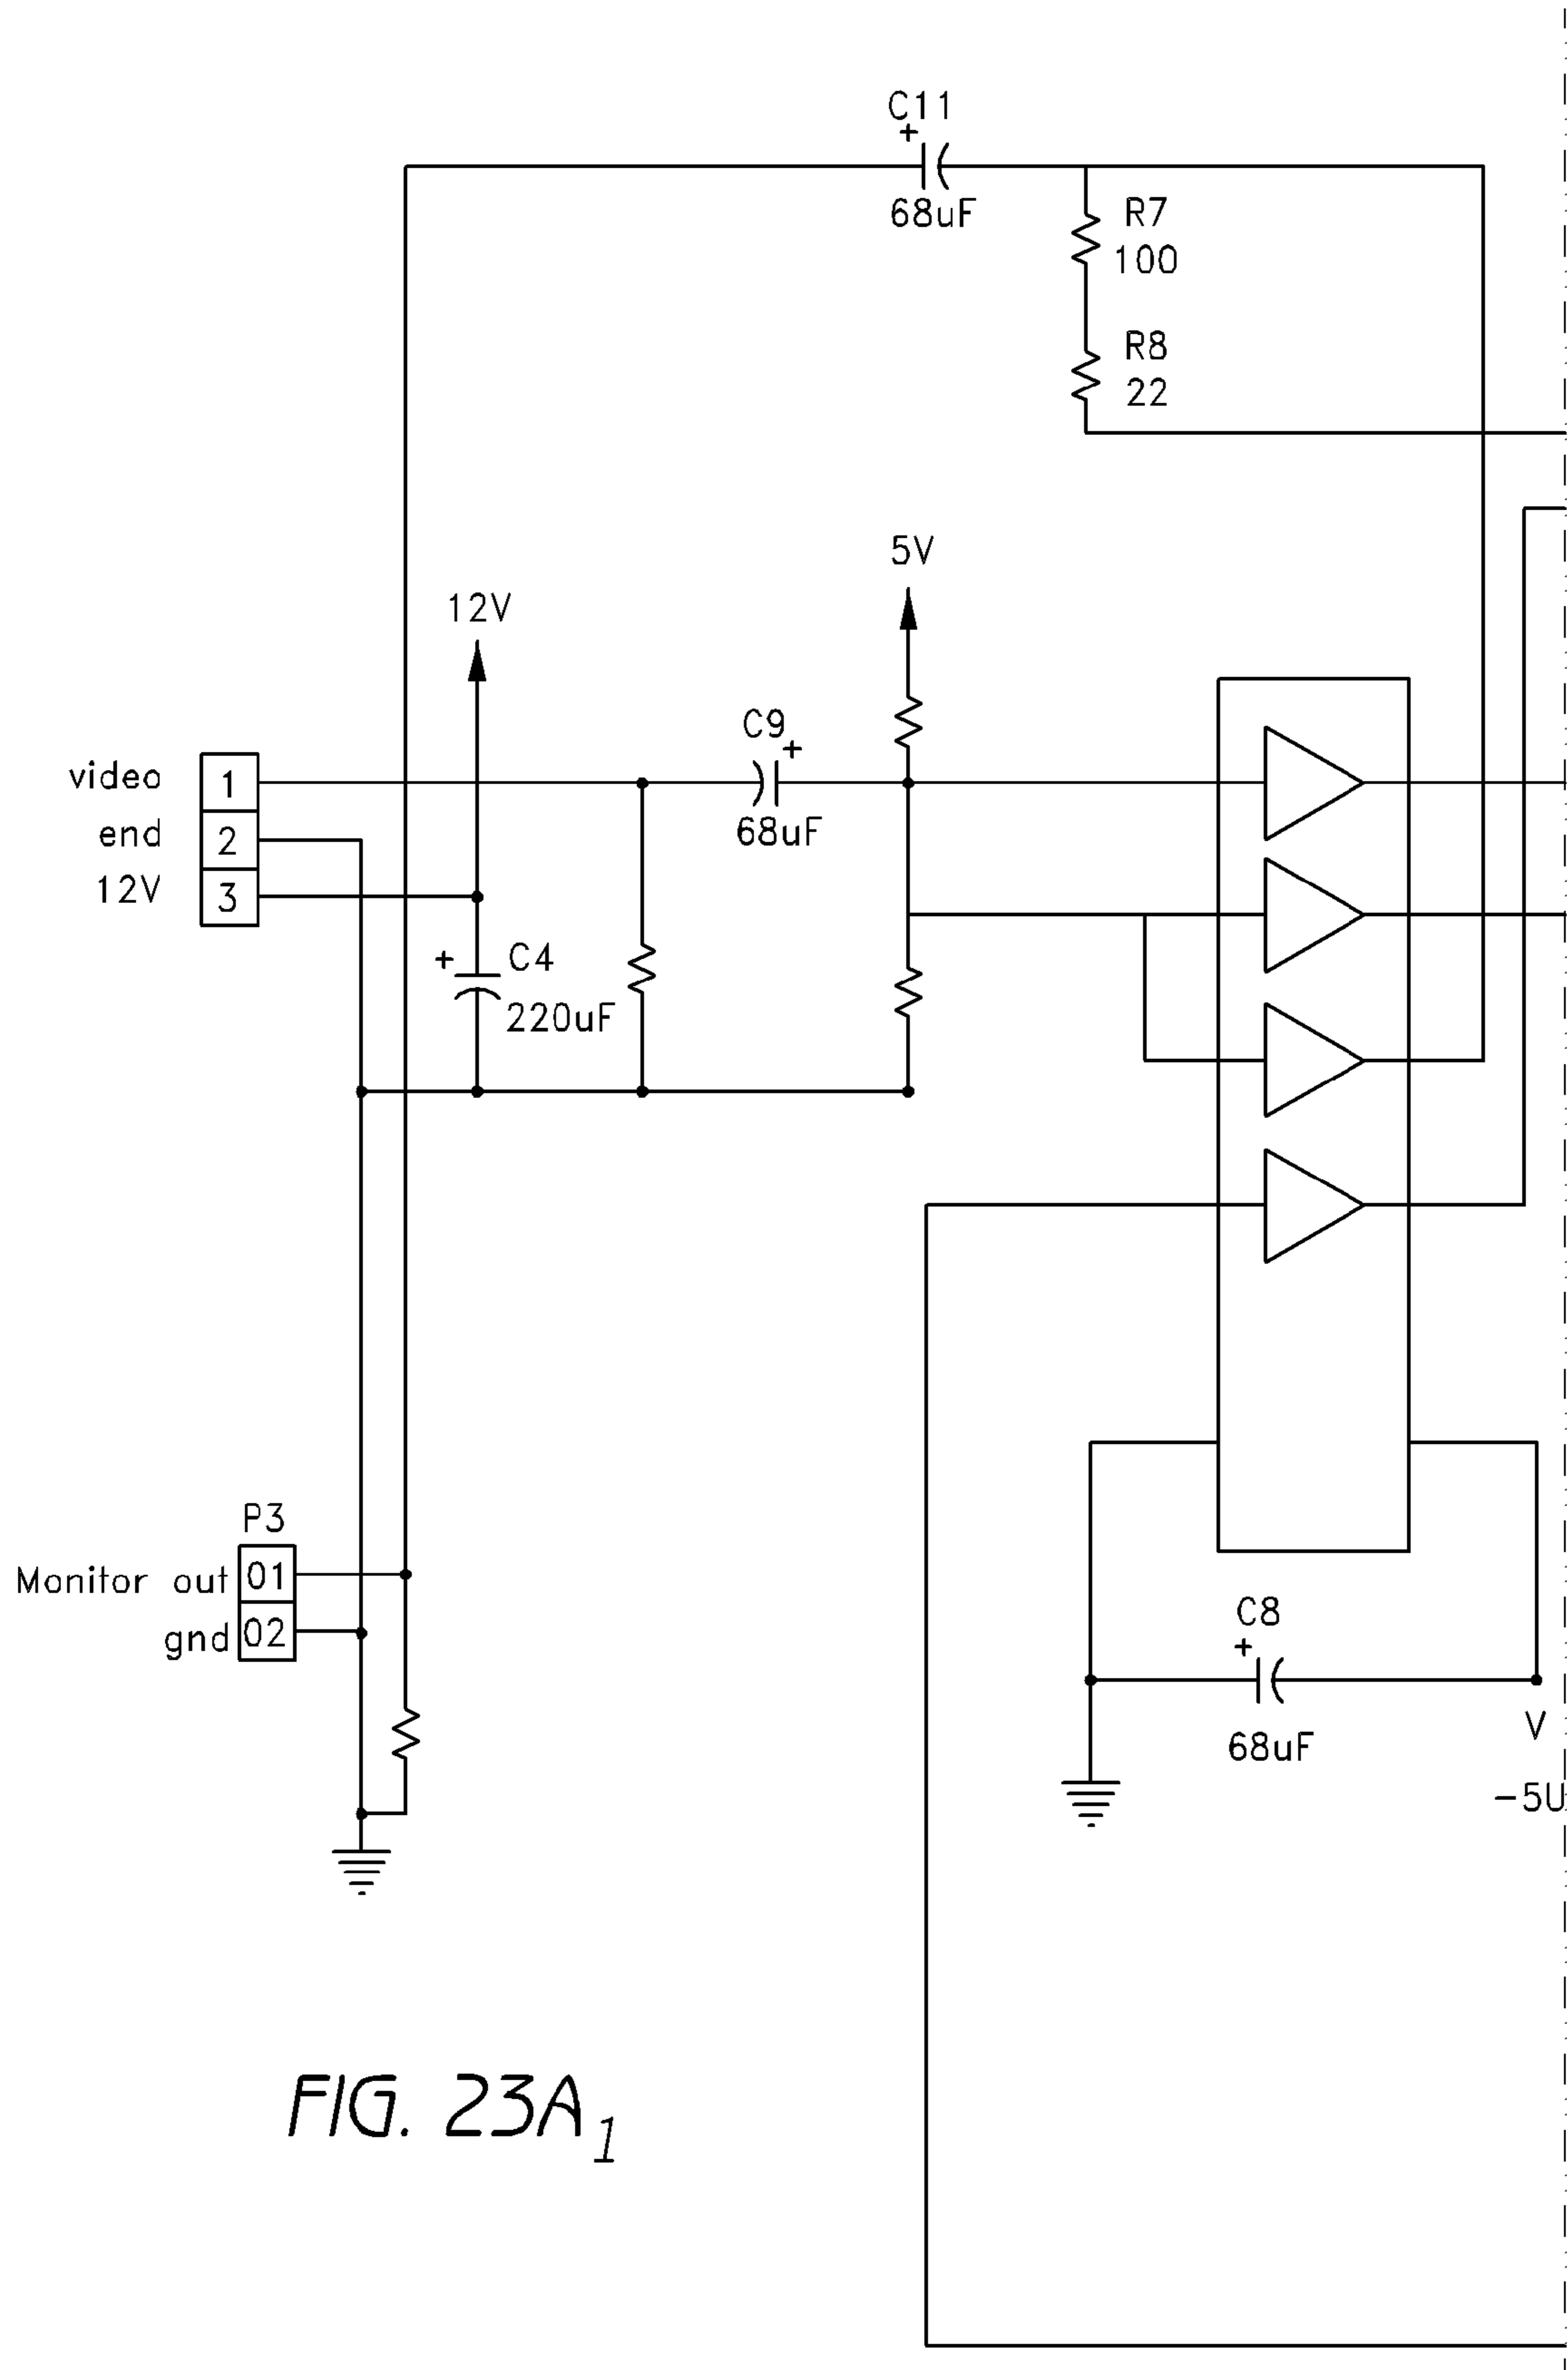 C11
+
68uF
R7
100
R8
22
5V
12V
C9
+
68uF
video
1
end
2
12V
3
+ C4
220uF
P3
Monitor out 01
gnd 02
C8
+
68uF
V
-5U
FIG. 23A1